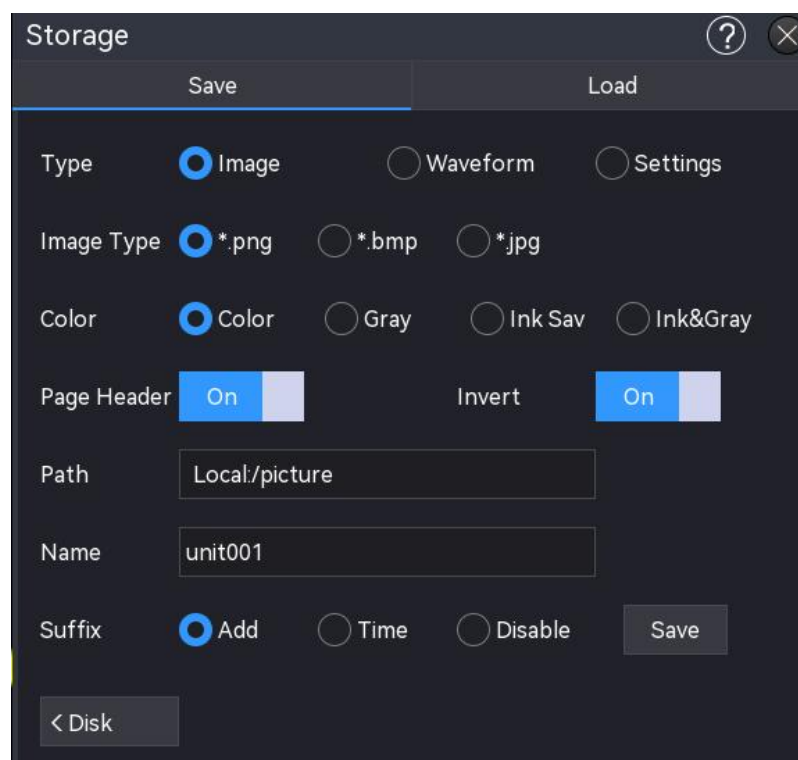 Storage ?
Save Load
Type Image Waveform Settings
Image Type *.png *.bmp *.jpg
Color Color Gray Ink Sav Ink&Gray
Page Header On Invert On
Path Local:/picture
Name unit001
Suffix Add Time Disable Save
< Disk